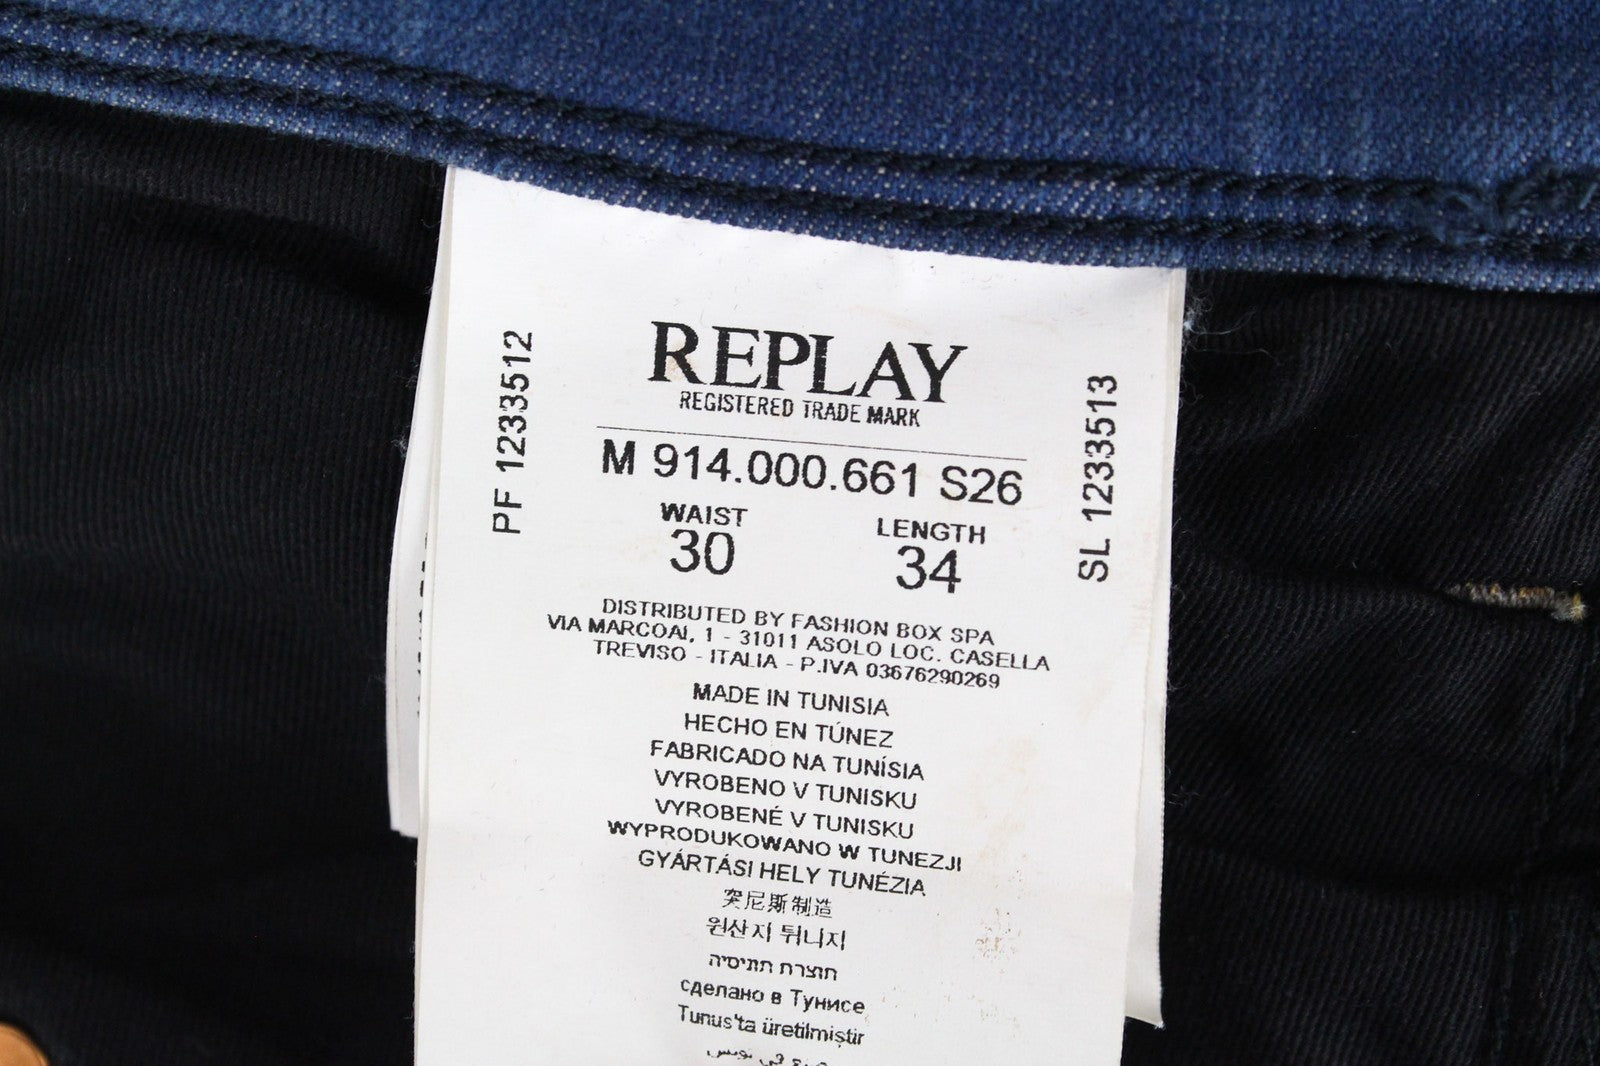 REPLAY
REGISTERED TRADE MARK
PF 1233512
SL 1233513
M 914.000.661 S26
WAIST LENGTH
30 34
DISTRIBUTED BY FASHION BOX SPA
VIA MARCOAI, 1 - 31011 ASOLO LOC. CASELLA
TREVISO - ITALIA - P.IVA 03676290269
MADE IN TUNISIA
HECHO EN TÚNEZ
FABRICADO NA TUNÍSIA
VYROBENO V TUNISKU
VYROBENÉ V TUNISKU
WYPRODUKOWANO W TUNEZJI
GYÁRTÁSI HELY TUNÉZIA
突尼斯制造
원산지 튀니지
תוצרת תוניסיה
сделано в Тунисе
Tunus'ta üretilmiştir